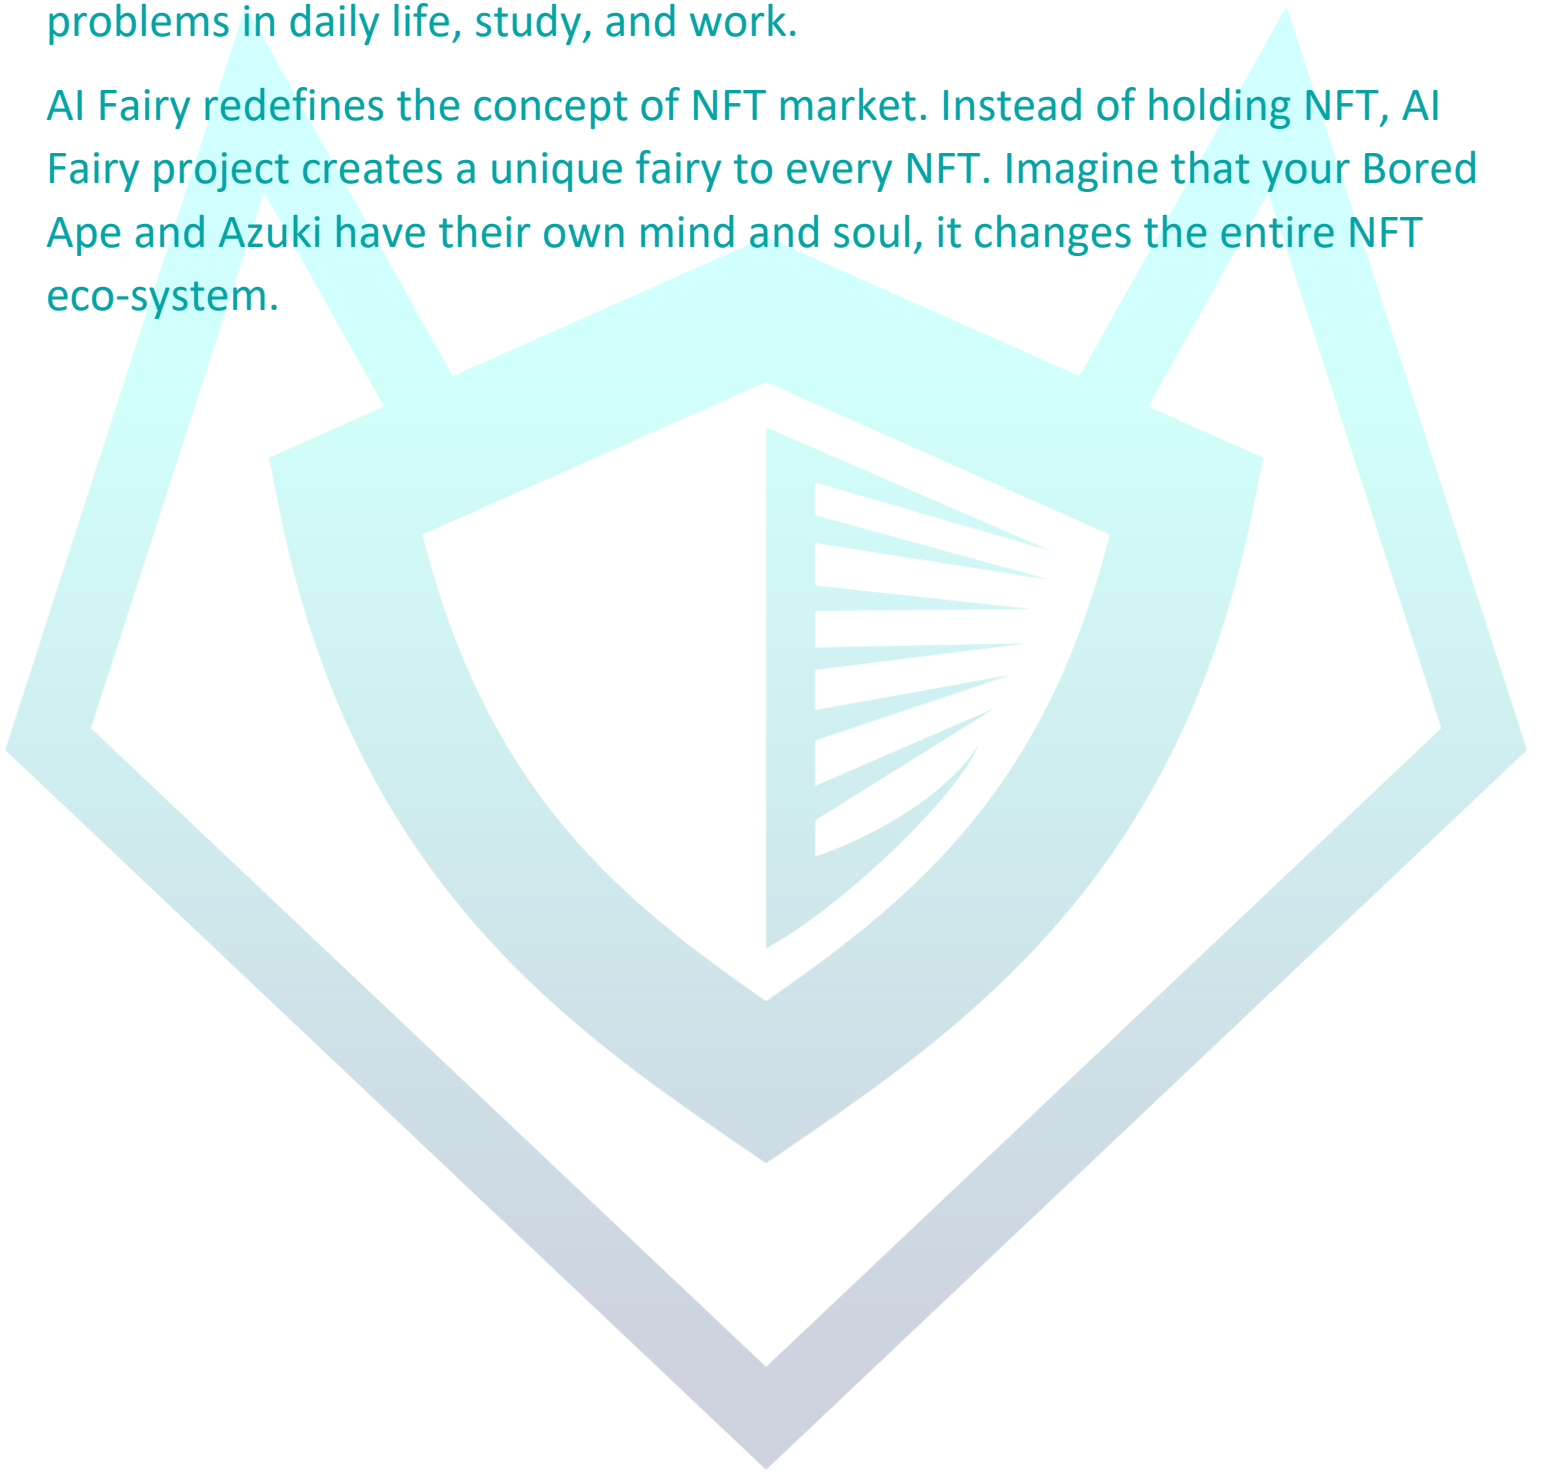 problems in daily life, study, and work.
AI Fairy redefines the concept of NFT market. Instead of holding NFT, AI
Fairy project creates a unique fairy to every NFT. Imagine that your Bored
Ape and Azuki have their own mind and soul, it changes the entire NFT
eco-system.